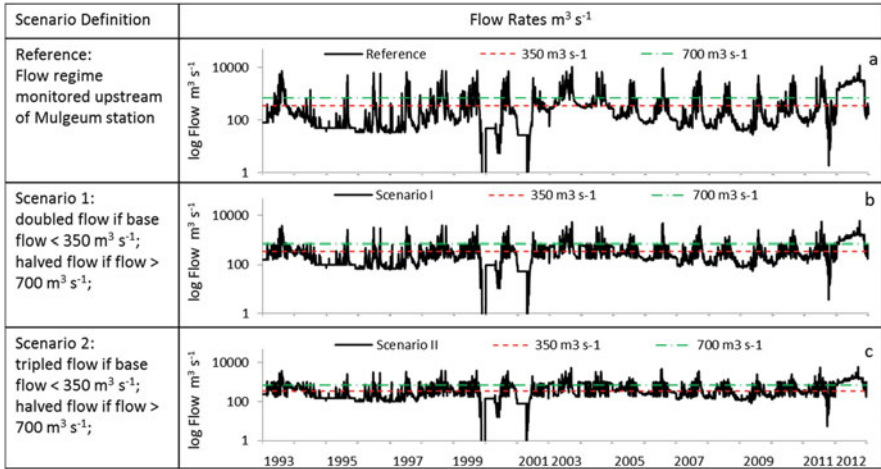 Scenario Definition
Flow Rates m³ s⁻¹
Reference:
Flow regime
monitored upstream
of Mulgeum station
log Flow m³ s⁻¹
10000
100
1
Reference
350 m3 s-1
700 m3 s-1
a
Scenario 1:
doubled flow if base
flow < 350 m³ s⁻¹;
halved flow if flow >
700 m³ s⁻¹;
log Flow m³ s⁻¹
10000
100
1
Scenario I
350 m3 s-1
700 m3 s-1
b
Scenario 2:
tripled flow if base
flow < 350 m³ s⁻¹;
halved flow if flow >
700 m³ s⁻¹;
log Flow m³ s⁻¹
10000
100
1
Scenario II
350 m3 s-1
700 m3 s-1
c
1993 1995 1997 1999 2001 2003 2005 2007 2009 2011 2012